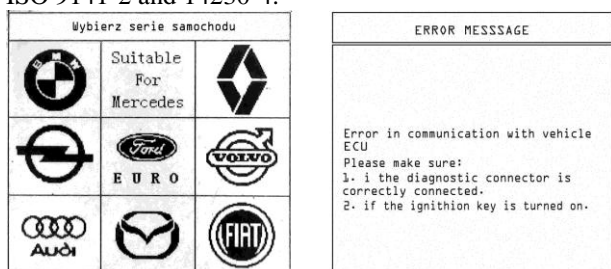 ISO 9141-2 and 14230-4.
Wybierz serie samochodu
BMW
Suitable
For
Mercedes
Ford
EURO
VOLVO
Audi
FIAT
ERROR MESSSAGE
Error in communication with vehicle
ECU
Please make sure:
1. i the diagnostic connector is
correctly connected.
2. if the ignithion key is turned on.